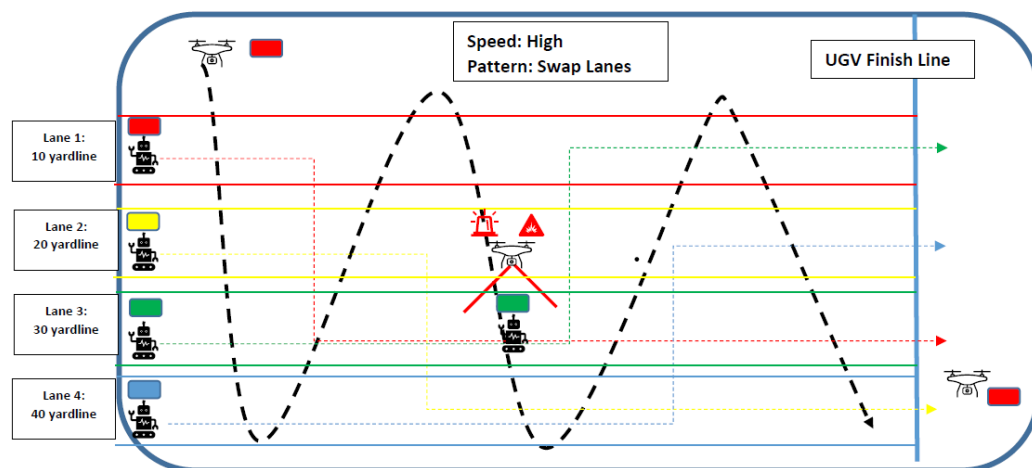 Speed: High
Pattern: Swap Lanes
UGV Finish Line
Lane 1:
10 yardline
Lane 2:
20 yardline
Lane 3:
30 yardline
Lane 4:
40 yardline